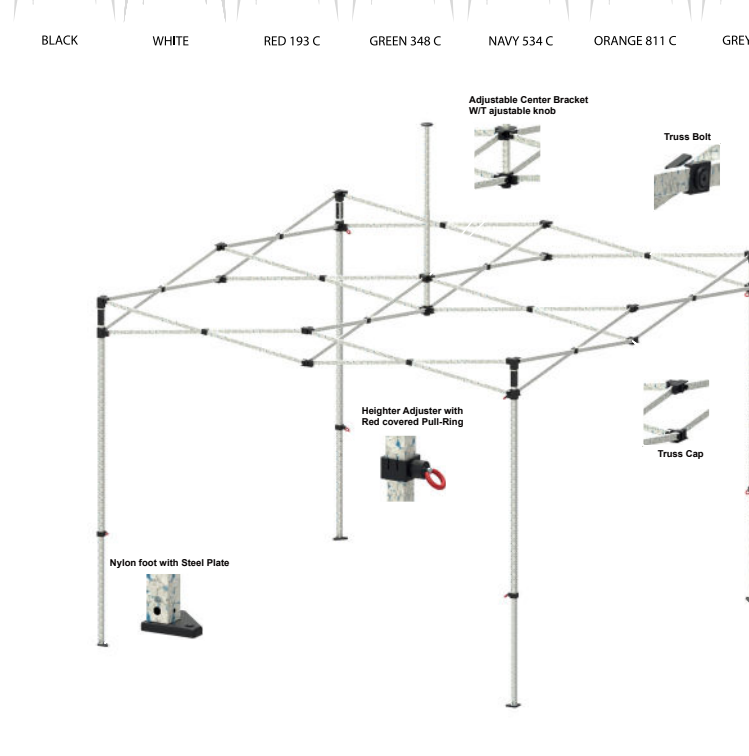 BLACK
WHITE
RED 193 C
GREEN 348 C
NAVY 534 C
ORANGE 811 C
GREY
Adjustable Center Bracket
W/T ajustable knob
Truss Bolt
Heighter Adjuster with
Red covered Pull-Ring
Truss Cap
Nylon foot with Steel Plate